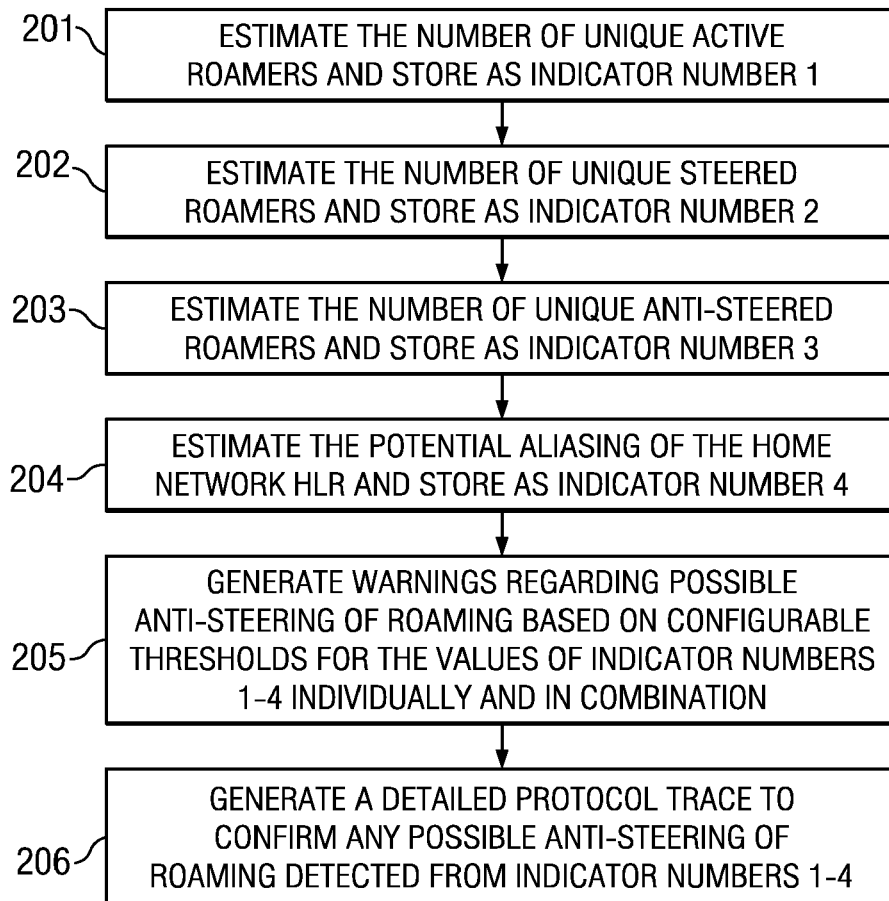 201
ESTIMATE THE NUMBER OF UNIQUE ACTIVE
ROAMERS AND STORE AS INDICATOR NUMBER 1
202
ESTIMATE THE NUMBER OF UNIQUE STEERED
ROAMERS AND STORE AS INDICATOR NUMBER 2
203
ESTIMATE THE NUMBER OF UNIQUE ANTI-STEERED
ROAMERS AND STORE AS INDICATOR NUMBER 3
204
ESTIMATE THE POTENTIAL ALIASING OF THE HOME
NETWORK HLR AND STORE AS INDICATOR NUMBER 4
205
GENERATE WARNINGS REGARDING POSSIBLE
ANTI-STEERING OF ROAMING BASED ON CONFIGURABLE
THRESHOLDS FOR THE VALUES OF INDICATOR NUMBERS
1-4 INDIVIDUALLY AND IN COMBINATION
206
GENERATE A DETAILED PROTOCOL TRACE TO
CONFIRM ANY POSSIBLE ANTI-STEERING OF
ROAMING DETECTED FROM INDICATOR NUMBERS 1-4